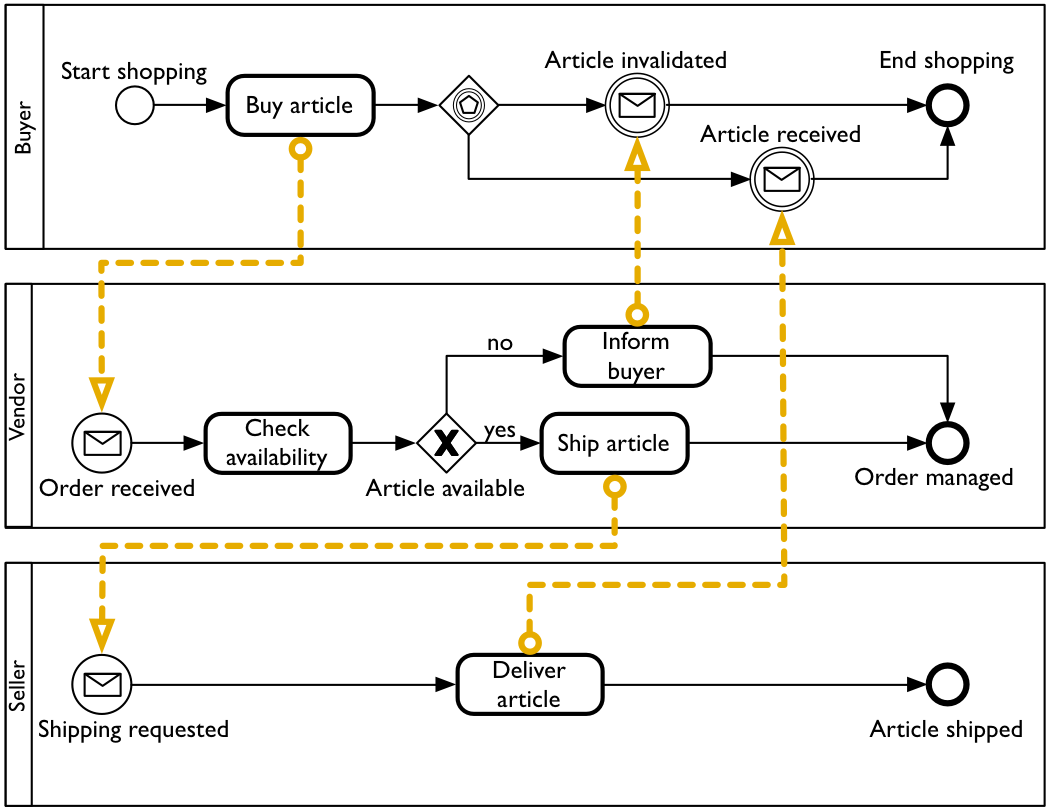 Buyer
Start shopping
Buy article
Article invalidated
Article received
End shopping
Vendor
Order received
Check
availability
Article available
no
yes
Inform
buyer
Ship article
Order managed
Seller
Shipping requested
Deliver
article
Article shipped